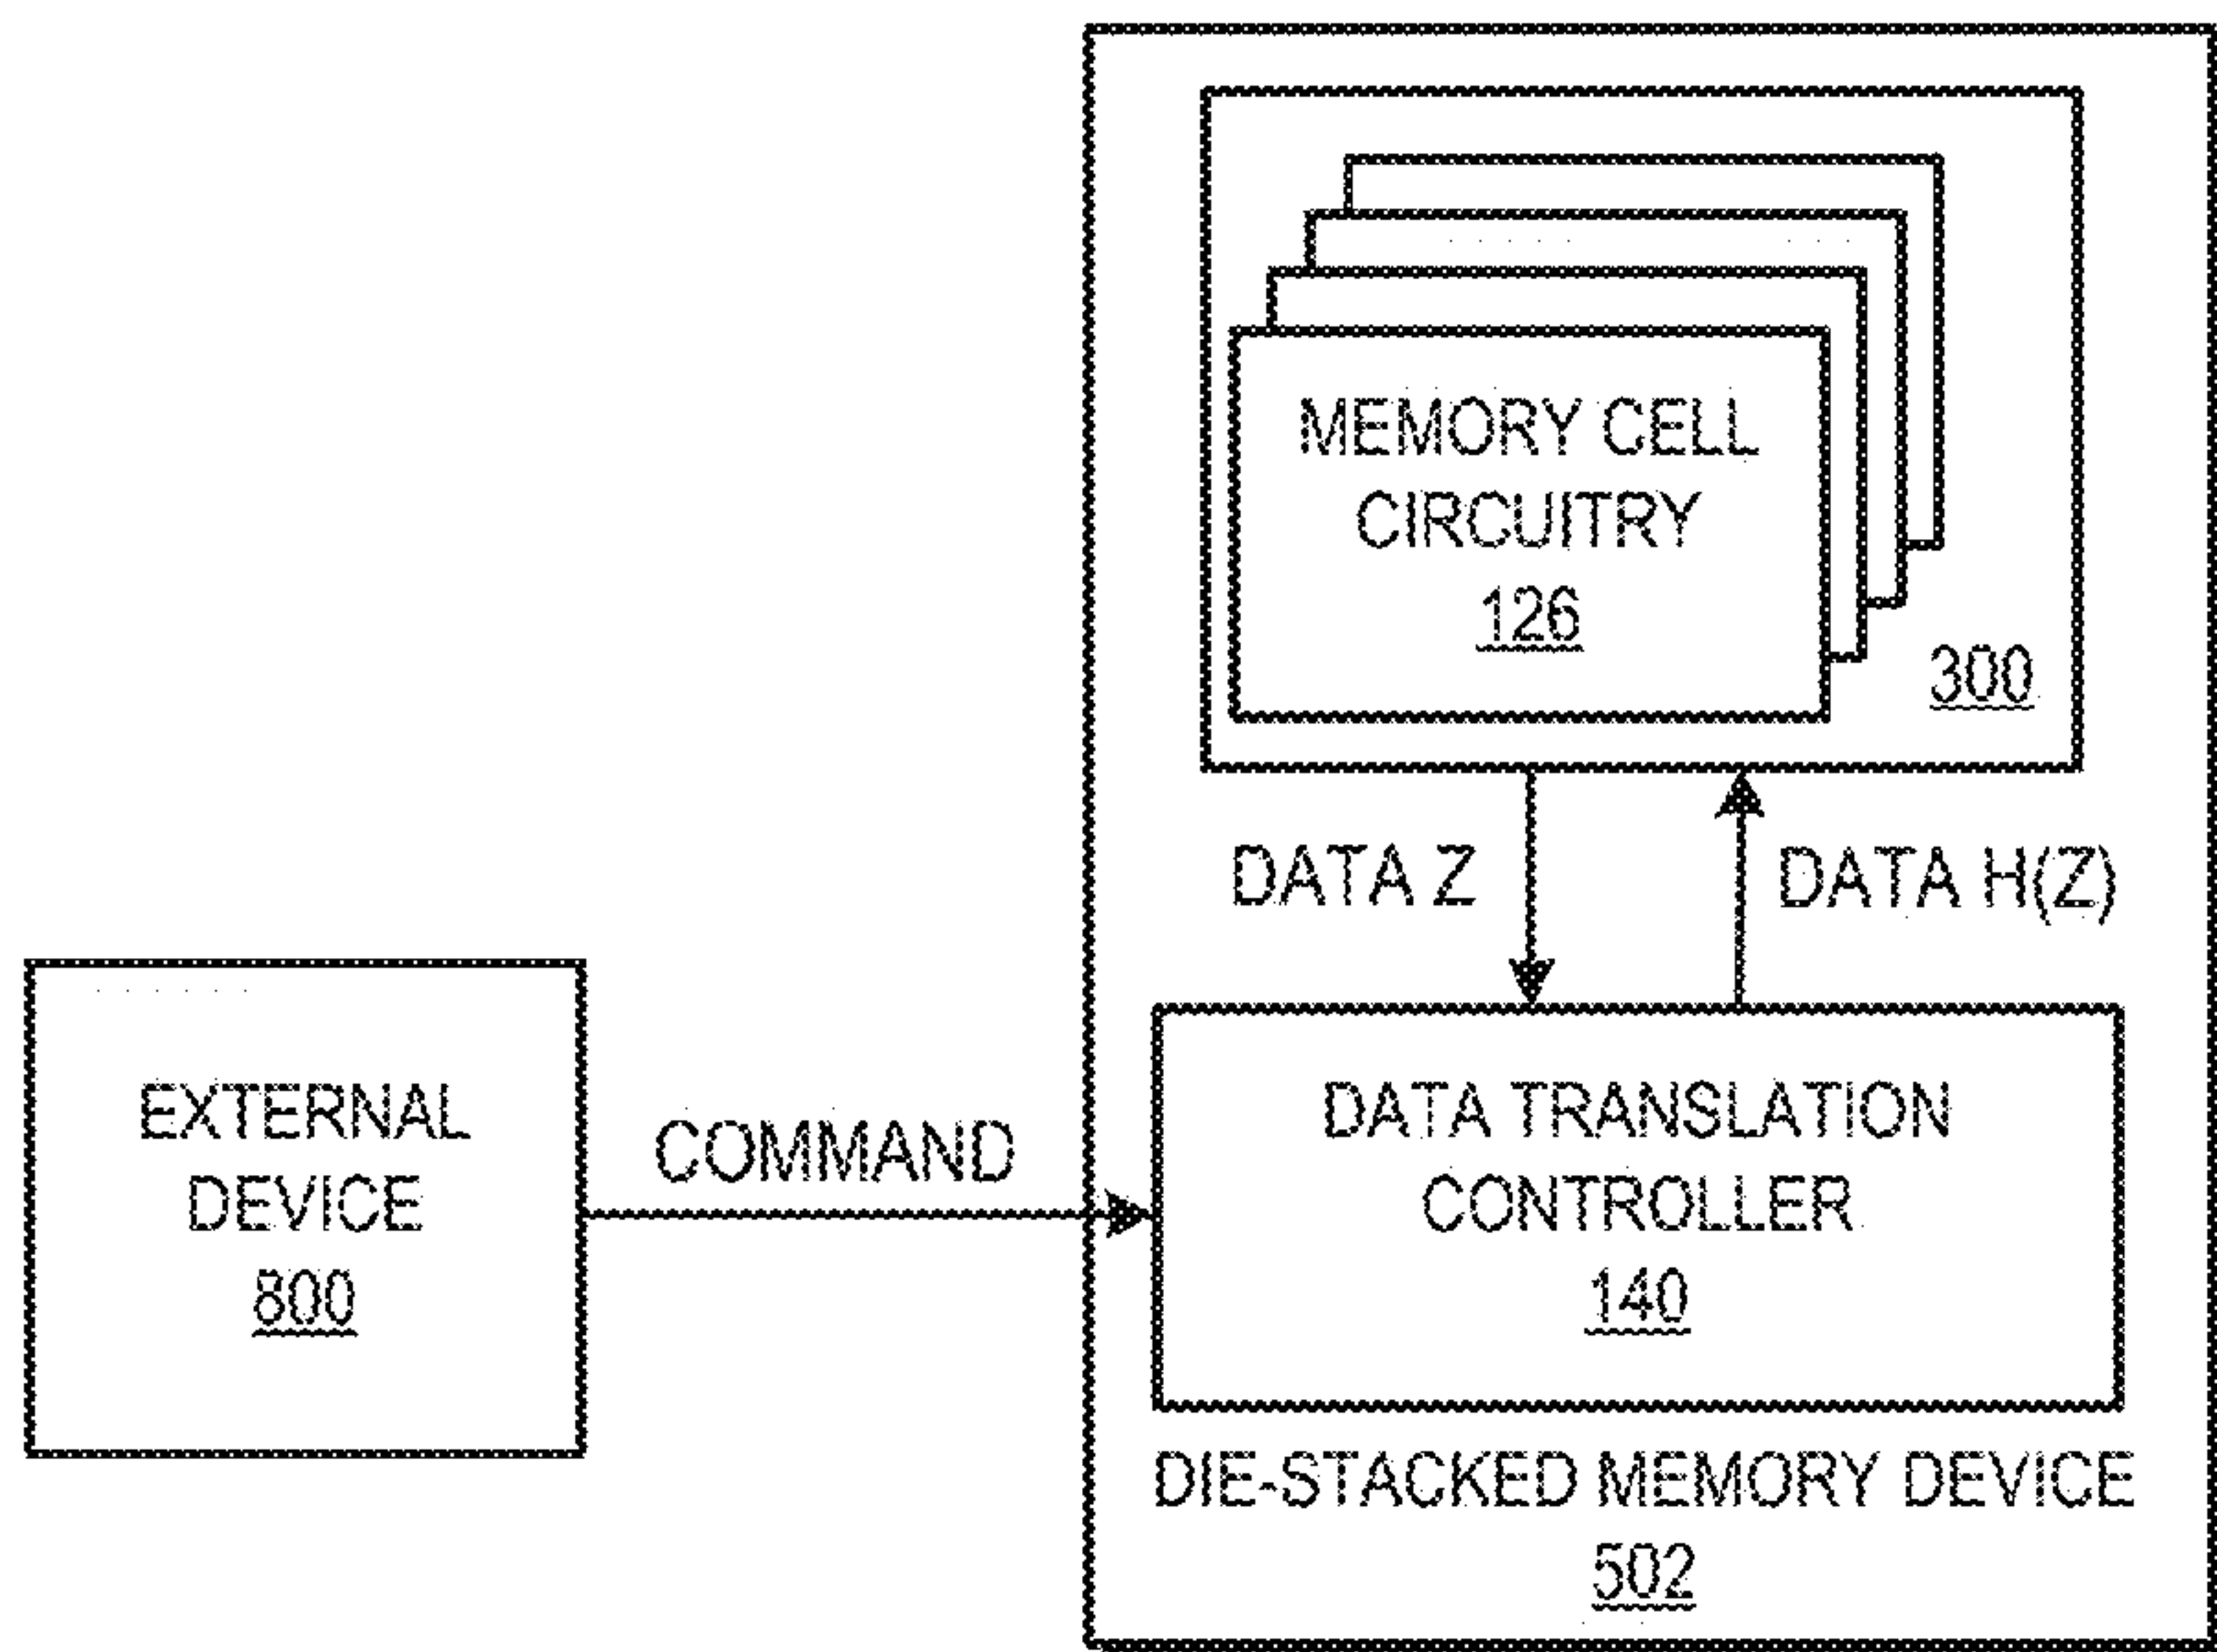 MEMORY CELL
CIRCUITRY
126
300
DATA Z
DATA H(Z)
EXTERNAL
DEVICE
800
COMMAND
DATA TRANSLATION
CONTROLLER
140
DIE-STACKED MEMORY DEVICE
502